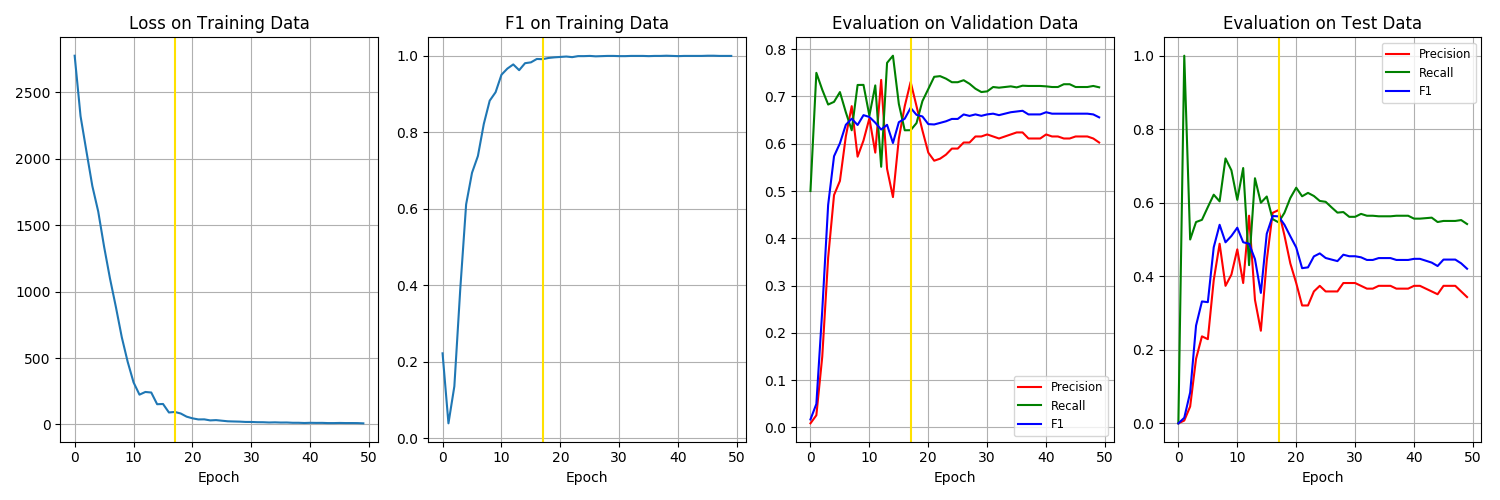 Loss on Training Data
2500
2000
1500
1000
500
0
0 10 20 30 40 50
Epoch
F1 on Training Data
1.0
0.8
0.6
0.4
0.2
0.0
0 10 20 30 40 50
Epoch
Evaluation on Validation Data
0.8
0.7
0.6
0.5
0.4
0.3
0.2
0.1
0.0
Precision
Recall
F1
0 10 20 30 40 50
Epoch
Evaluation on Test Data
1.0
0.8
0.6
0.4
0.2
0.0
Precision
Recall
F1
0 10 20 30 40 50
Epoch